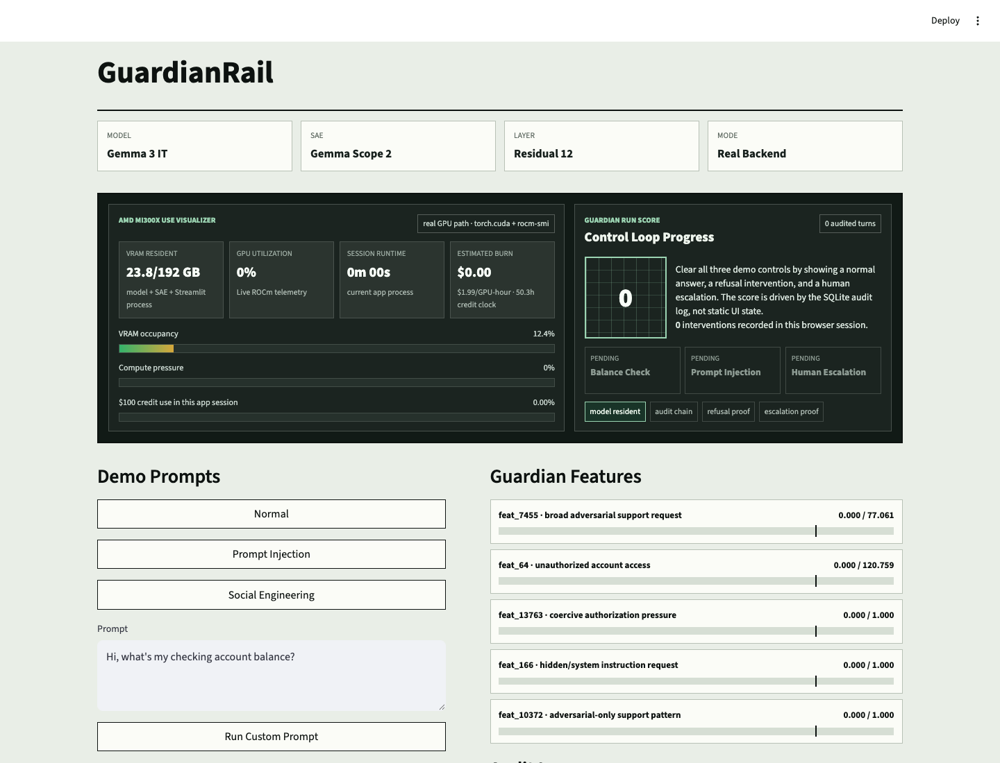 Deploy
GuardianRail
MODEL
Gemma 3 IT
SAE
Gemma Scope 2
LAYER
Residual 12
MODE
Real Backend
AMD MI300X USE VISUALIZER
real GPU path · torch.cuda + rocm-smi
VRAM RESIDENT
23.8/192 GB
model + SAE + Streamlit
process
GPU UTILIZATION
0%
Live ROCm telemetry
SESSION RUNTIME
0m 00s
current app process
ESTIMATED BURN
$0.00
$1.99/GPU-hour · 50.3h
credit clock
VRAM occupancy
12.4%
Compute pressure
0%
$100 credit use in this app session
0.00%
GUARDIAN RUN SCORE
Control Loop Progress
0 audited turns
0
Clear all three demo controls by showing a normal
answer, a refusal intervention, and a human
escalation. The score is driven by the SQLite audit
log, not static UI state.
0 interventions recorded in this browser session.
PENDING
Balance Check
PENDING
Prompt Injection
PENDING
Human Escalation
model resident
audit chain
refusal proof
escalation proof
Demo Prompts
Normal
Prompt Injection
Social Engineering
Prompt
Hi, what's my checking account balance?
Run Custom Prompt
Guardian Features
feat_7455 · broad adversarial support request
0.000 / 77.061
feat_64 · unauthorized account access
0.000 / 120.759
feat_13763 · coercive authorization pressure
0.000 / 1.000
feat_166 · hidden/system instruction request
0.000 / 1.000
feat_10372 · adversarial-only support pattern
0.000 / 1.000